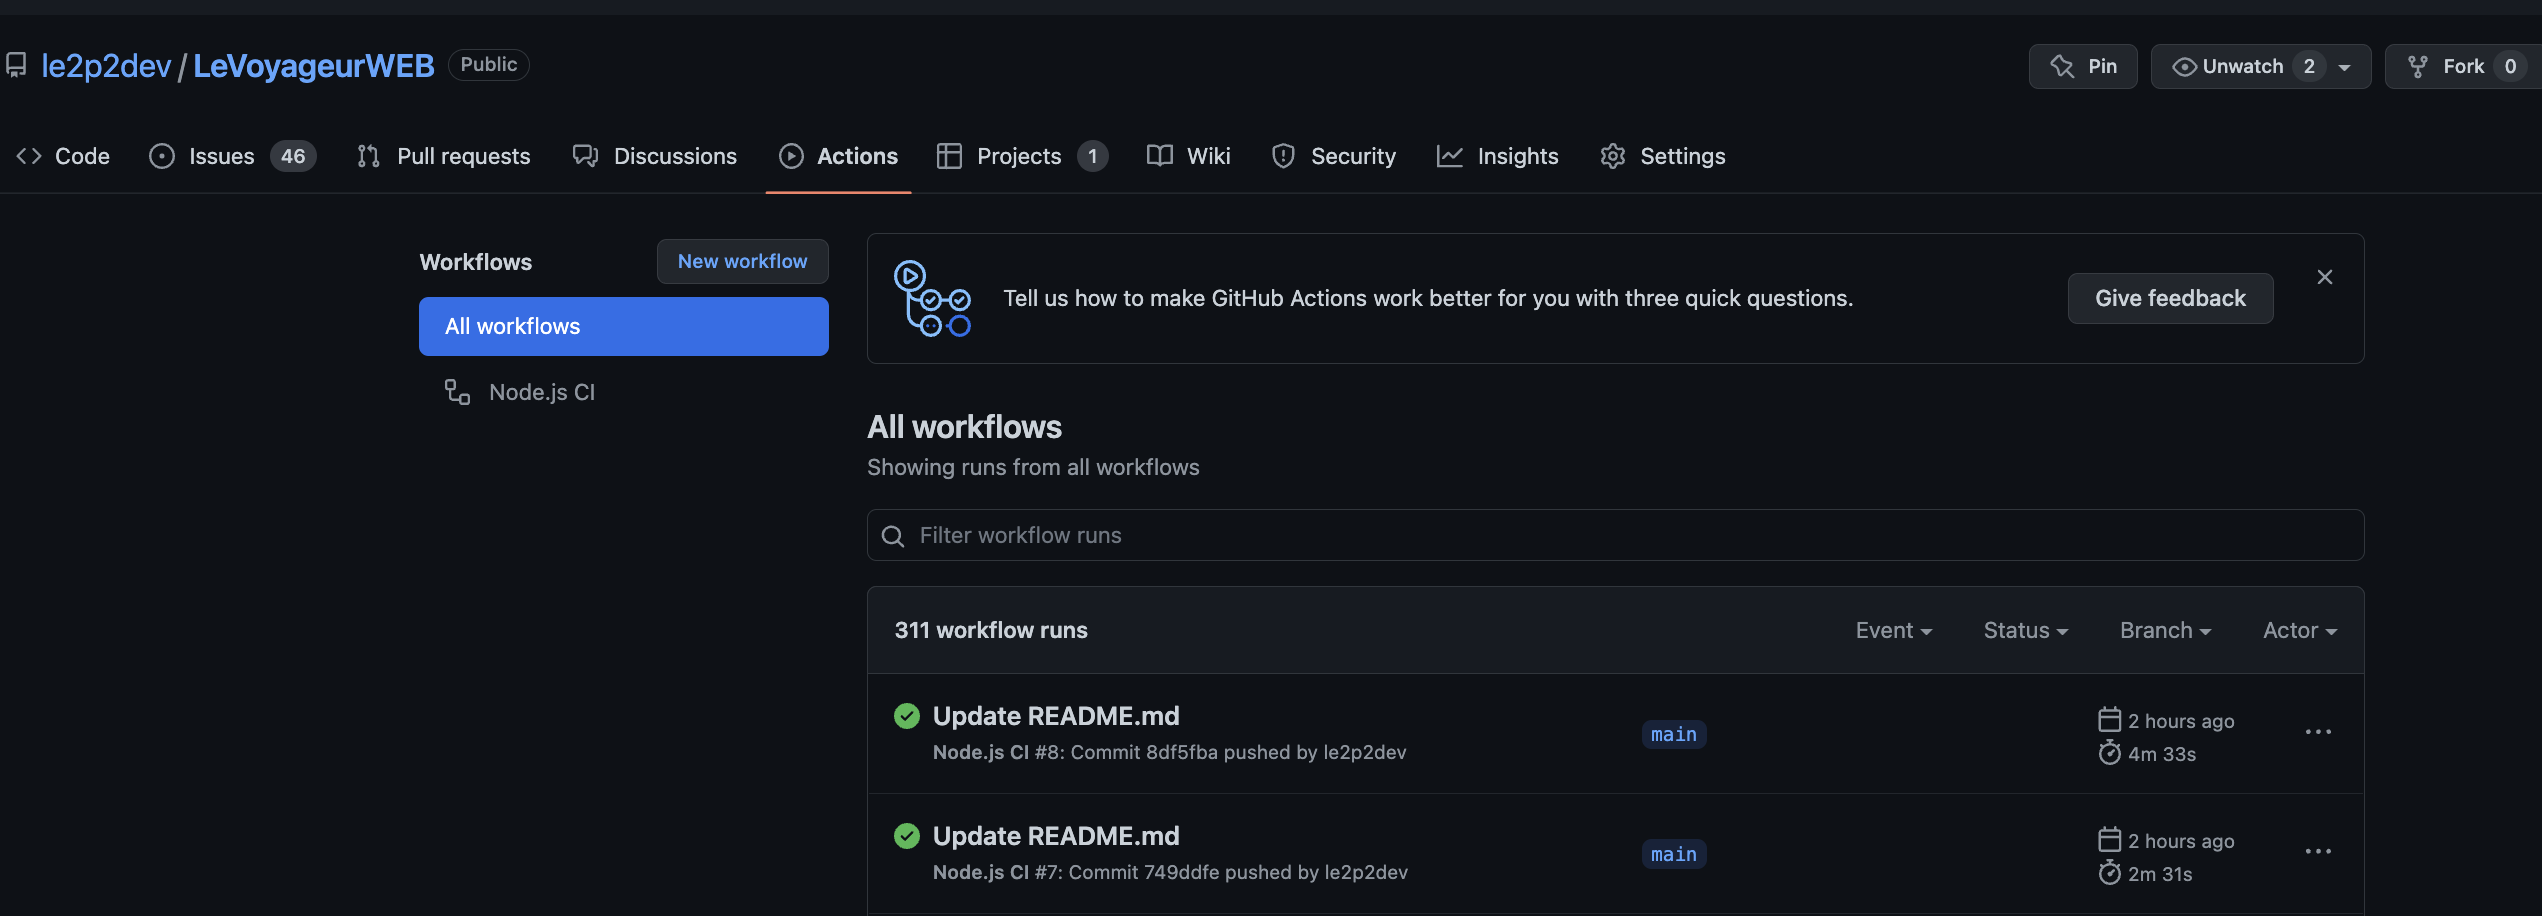 le2p2dev / LeVoyageurWEB Public Pin Unwatch 2 Fork 0
Code Issues 46 Pull requests Discussions Actions Projects 1 Wiki Security Insights Settings
Workflows New workflow
All workflows
Node.js CI
Tell us how to make GitHub Actions work better for you with three quick questions. Give feedback
All workflows
Showing runs from all workflows
Filter workflow runs
311 workflow runs Event Status Branch Actor
Update README.md
Node.js CI #8: Commit 8df5fba pushed by le2p2dev
main
2 hours ago
4m 33s
Update README.md
Node.js CI #7: Commit 749ddfe pushed by le2p2dev
main
2 hours ago
2m 31s